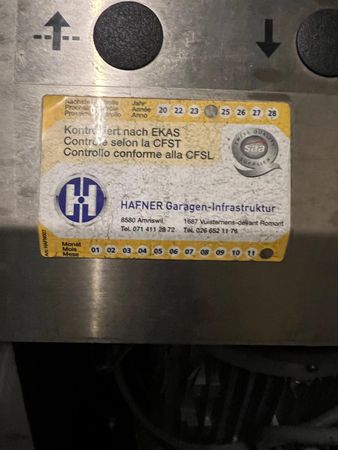 Nächste Kontrolle Jahr
Prochain contrôle Année
Prossimo controllo Anno
20 22 23 25 26 27 28
Kontrolliert nach EKAS
Contrôlé selon la CFST
Controllo conforme alla CFSL
saa
HAFNER Garagen-Infrastruktur
8580 Amriswil 1687 Vuisternens-devant-Romont
Tel. 071 411 28 72 Tel. 026 652 11 76
Monat
Mois
Mese
01 02 03 04 05 06 07 08 09 10 11